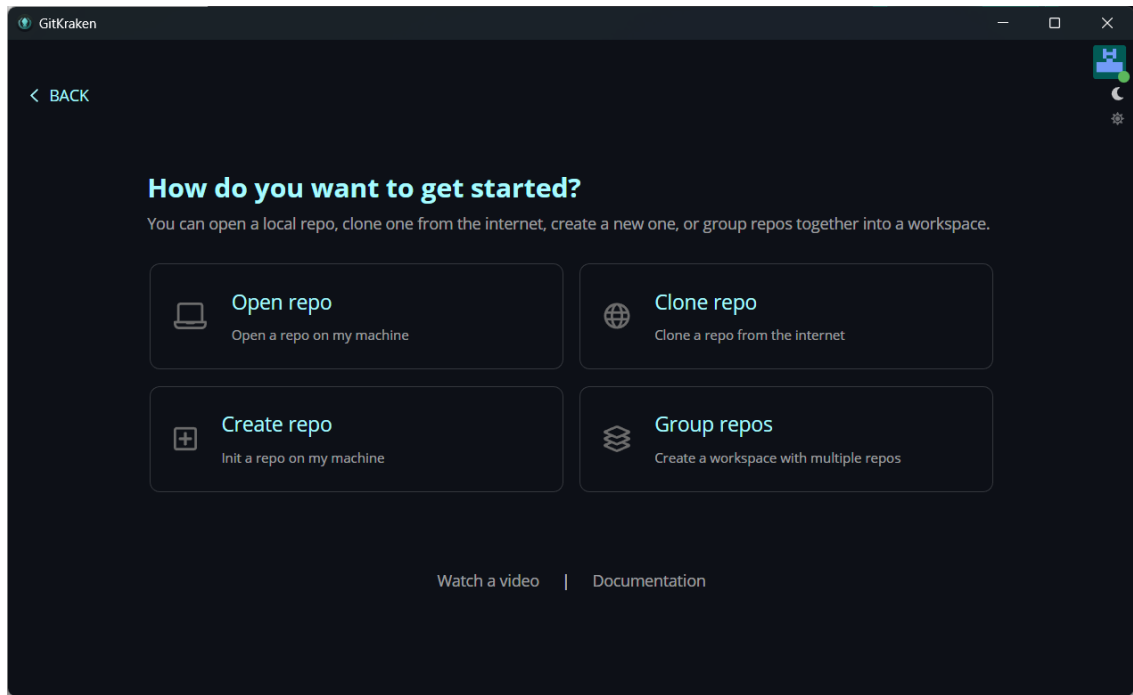 GitKraken
BACK
How do you want to get started?
You can open a local repo, clone one from the internet, create a new one, or group repos together into a workspace.
Open repo
Open a repo on my machine
Clone repo
Clone a repo from the internet
Create repo
Init a repo on my machine
Group repos
Create a workspace with multiple repos
Watch a video | Documentation